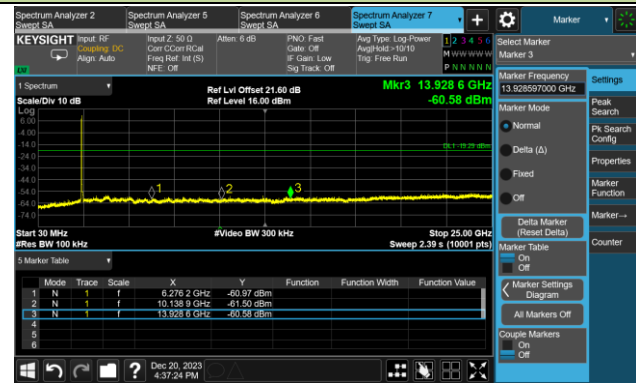 Spectrum Analyzer 2
Swept SA
Spectrum Analyzer 5
Swept SA
Spectrum Analyzer 6
Swept SA
Spectrum Analyzer 7
Swept SA
Marker
KEYSIGHT
Input: RF
Coupling: DC
Align: Auto
Input Z: 50 Ω
Corr CCorr RCal
Freq Ref: Int (S)
NFE: Off
Atten: 6 dB
PNO: Fast
Gate: Off
IF Gain: Low
Sig Track: Off
Avg Type: Log-Power
Avg|Hold:>10/10
Trig: Free Run
1 2 3 4 5 6
M W W W W W
P N N N N N
Select Marker
Marker 3
1 Spectrum
Scale/Div 10 dB
Log
Ref Lvl Offset 21.60 dB
Ref Level 16.00 dBm
Mkr3 13.928 6 GHz
-60.58 dBm
6.00
-4.00
-14.0
-24.0
-34.0
-44.0
-54.0
-64.0
-74.0
DL1 -19.29 dBm
1
2
3
Start 30 MHz
#Res BW 100 kHz
#Video BW 300 kHz
Stop 25.00 GHz
Sweep 2.39 s (10001 pts)
5 Marker Table
Mode Trace Scale X Y Function Function Width Function Value
1 N 1 f 6.276 2 GHz -60.97 dBm
2 N 1 f 10.138 9 GHz -61.50 dBm
3 N 1 f 13.928 6 GHz -60.58 dBm
4
5
6
Marker Frequency
13.928597000 GHz
Marker Mode
Normal
Delta (Δ)
Fixed
Off
Delta Marker
(Reset Delta)
Marker Table
On
Off
Marker Settings
Diagram
All Markers Off
Couple Markers
On
Off
Settings
Peak
Search
Pk Search
Config
Properties
Marker
Function
Marker→
Counter
?
Dec 20, 2023
4:37:24 PM